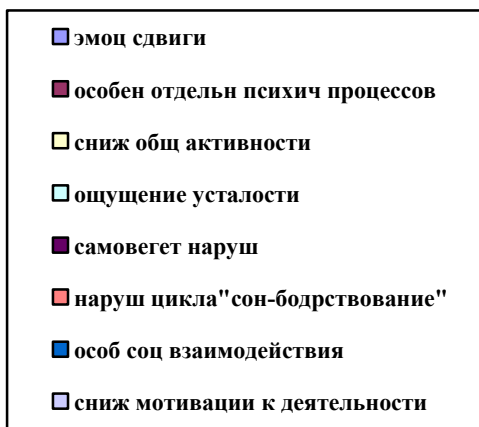 эмоц сдвиги
особен отдельн психич процессов
сниж общ активности
ощущение усталости
самовегет наруш
наруш цикла"сон-бодрствование"
особ соц взаимодействия
сниж мотивации к деятельности